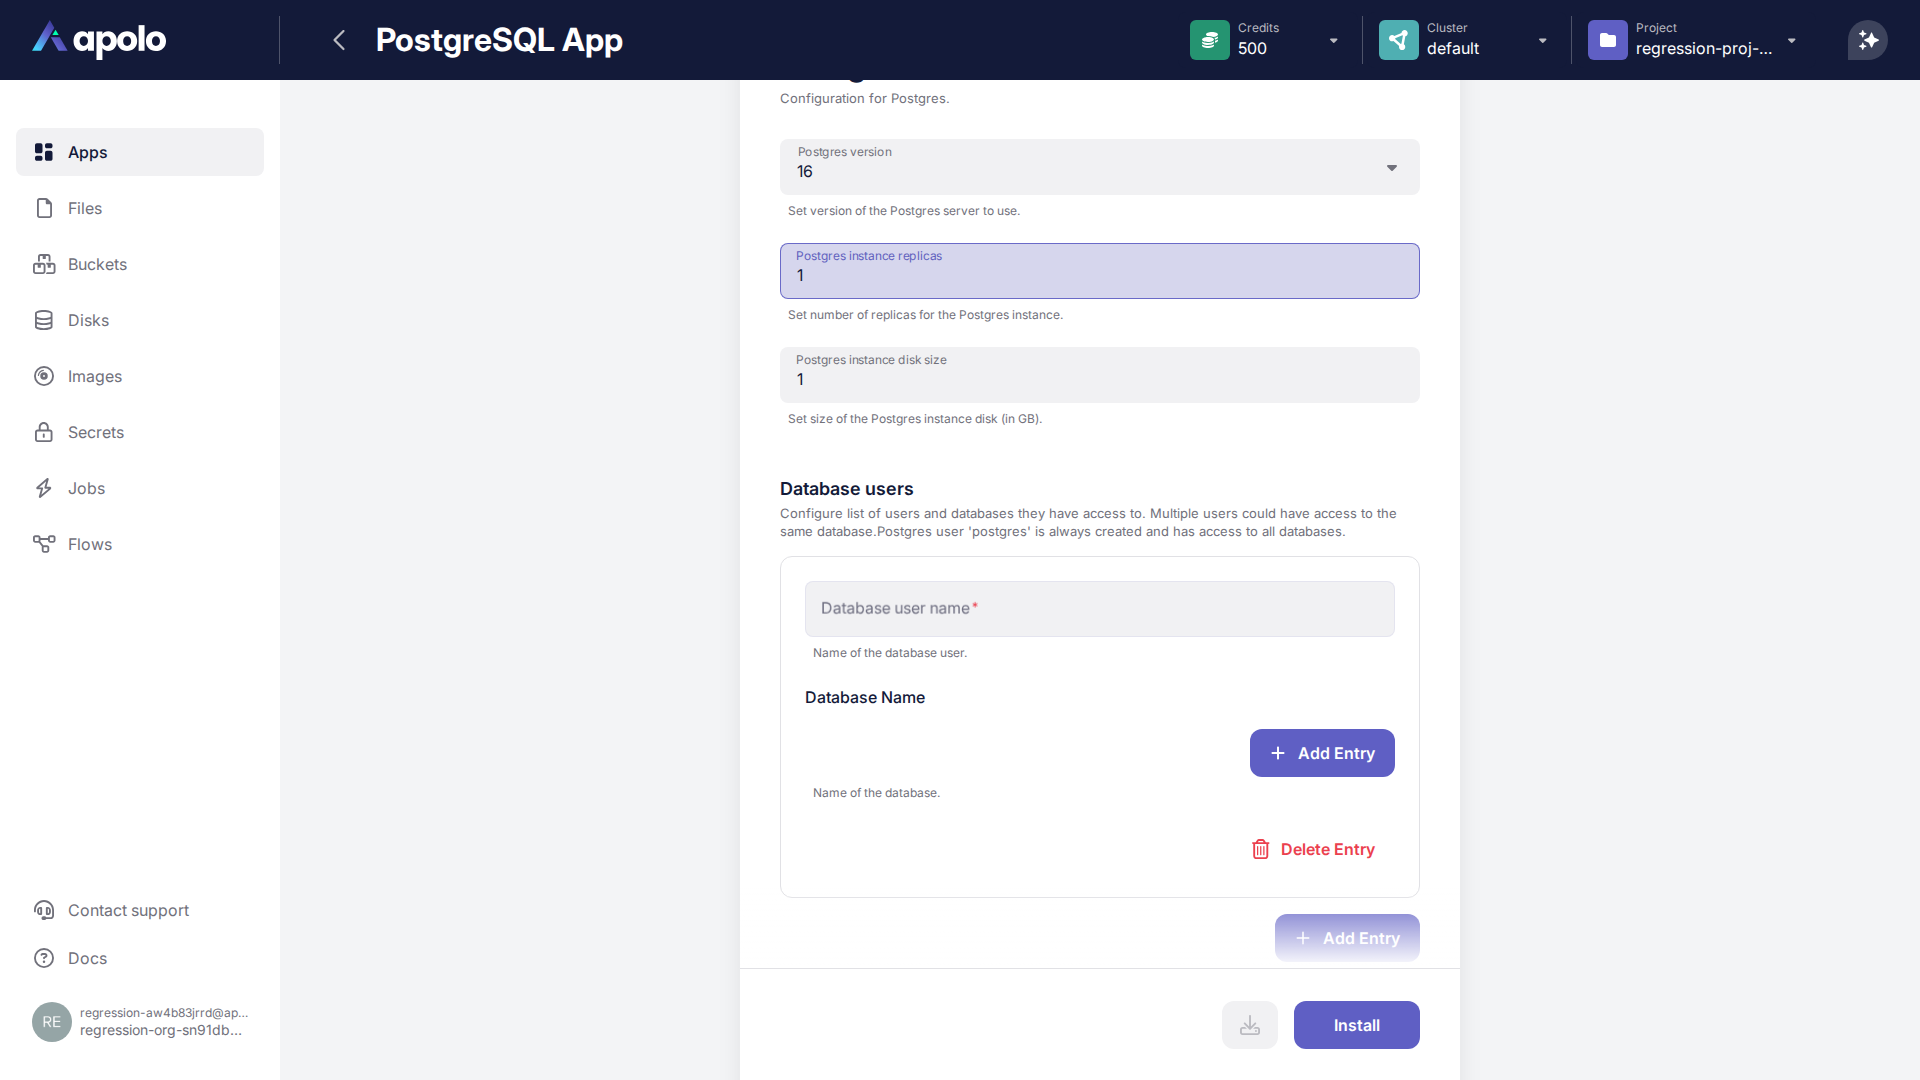 apolo
PostgreSQL App
Credits
500
Cluster
default
Project
regression-proj-...
Apps
Files
Buckets
Disks
Images
Secrets
Jobs
Flows
Contact support
Docs
RE
regression-aw4b83jrrd@ap...
regression-org-sn91db...
Configuration for Postgres.
Postgres version
16
Set version of the Postgres server to use.
Postgres instance replicas
1
Set number of replicas for the Postgres instance.
Postgres instance disk size
1
Set size of the Postgres instance disk (in GB).
Database users
Configure list of users and databases they have access to. Multiple users could have access to the
same database.Postgres user 'postgres' is always created and has access to all databases.
Database user name*
Name of the database user.
Database Name
Add Entry
Name of the database.
Delete Entry
Add Entry
Install